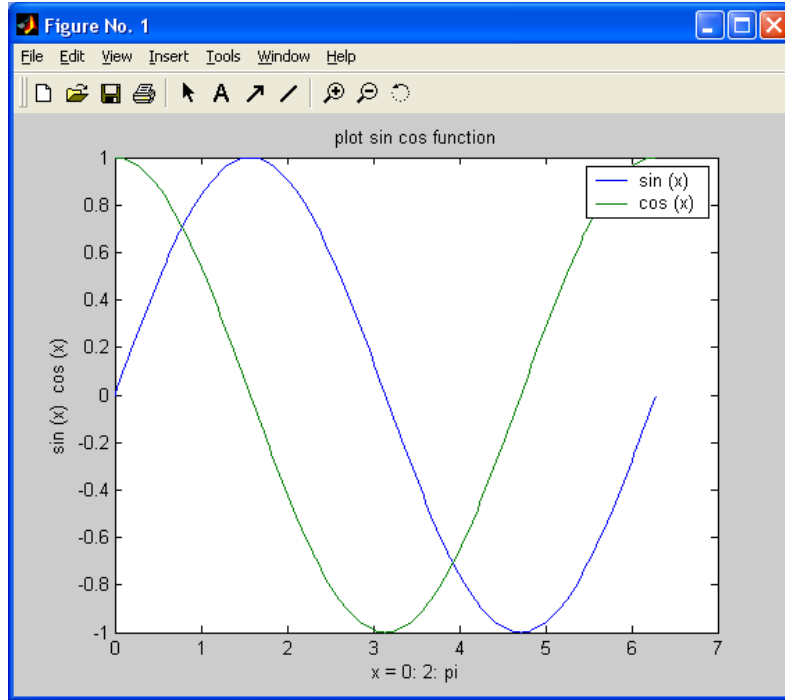 Figure No. 1
File Edit View Insert Tools Window Help
A
plot sin cos function
sin (x)
cos (x)
1
0.8
0.6
0.4
0.2
0
-0.2
-0.4
-0.6
-0.8
-1
sin (x) cos (x)
0 1 2 3 4 5 6 7
x = 0: 2: pi